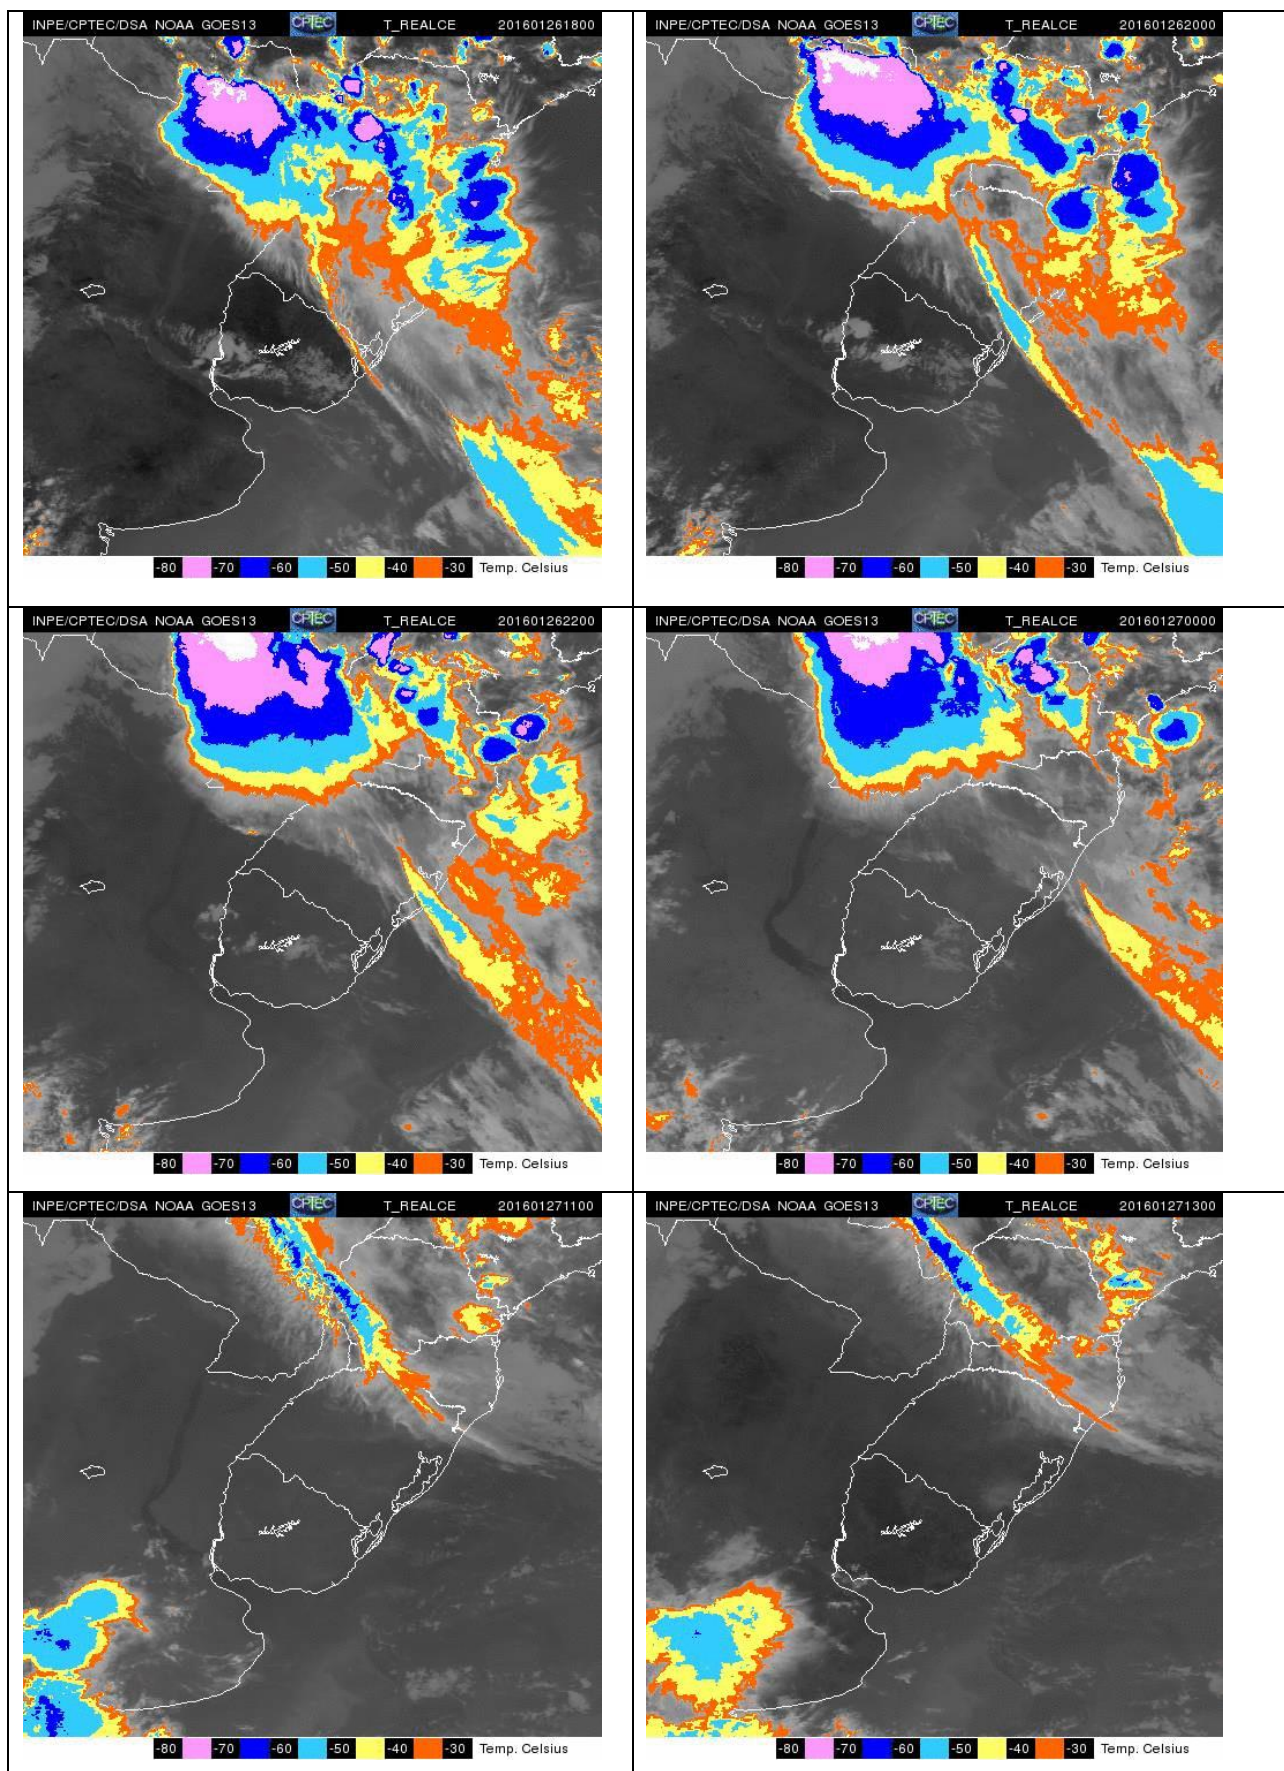 INPE/CPTEC/DSA NOAA GOES13 CPTEC T_REALCE 201601261800
-80 -70 -60 -50 -40 -30 Temp. Celsius
INPE/CPTEC/DSA NOAA GOES13 CPTEC T_REALCE 201601262000
-80 -70 -60 -50 -40 -30 Temp. Celsius
INPE/CPTEC/DSA NOAA GOES13 CPTEC T_REALCE 201601262200
-80 -70 -60 -50 -40 -30 Temp. Celsius
INPE/CPTEC/DSA NOAA GOES13 CPTEC T_REALCE 201601270000
-80 -70 -60 -50 -40 -30 Temp. Celsius
INPE/CPTEC/DSA NOAA GOES13 CPTEC T_REALCE 201601271100
-80 -70 -60 -50 -40 -30 Temp. Celsius
INPE/CPTEC/DSA NOAA GOES13 CPTEC T_REALCE 201601271300
-80 -70 -60 -50 -40 -30 Temp. Celsius